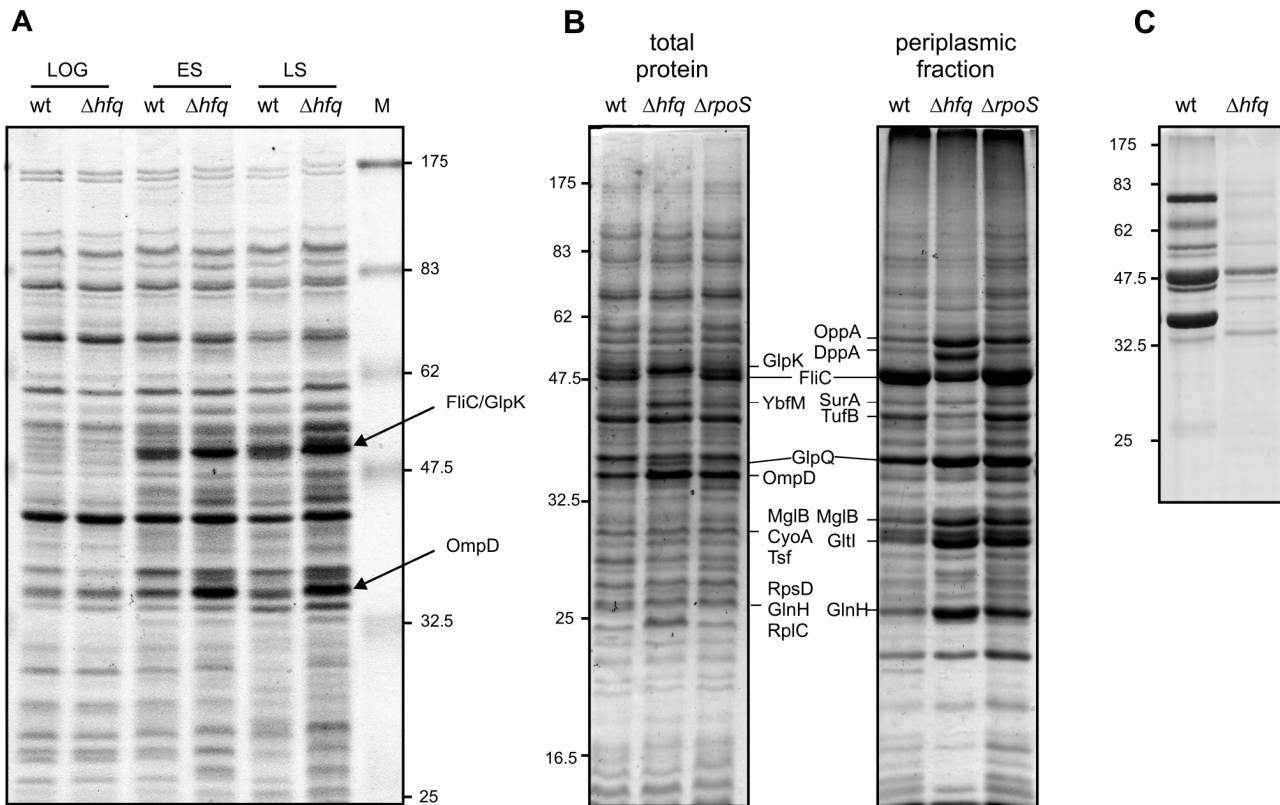 A
LOG ES LS
wt Δhfq wt Δhfq wt Δhfq M
175
83
62
FliC/GlpK
47.5
OmpD
32.5
25
B
total
protein
periplasmic
fraction
wt Δhfq ΔrpoS
wt Δhfq ΔrpoS
175
83
62
47.5
32.5
25
16.5
OppA
DppA
GlpK
FliC
YbfM SurA
TufB
GlpQ
OmpD
MglB MglB
CyoA GltI
Tsf
RpsD
GlnH GlnH
RplC
C
wt Δhfq
175
83
62
47.5
32.5
25